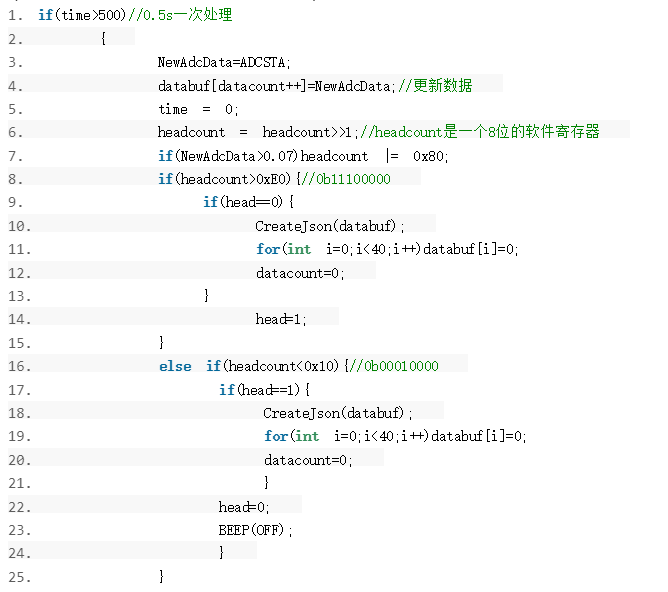 1. if(time>500)//0.5s一次处理
2. {
3. NewAdcData=ADCSTA;
4. databuf[datacount++]=NewAdcData;//更新数据
5. time = 0;
6. headcount = headcount>>1;//headcount是一个8位的软件寄存器
7. if(NewAdcData>0.07)headcount |= 0x80;
8. if(headcount>0xE0){//0b11100000
9. if(head==0){
10. CreateJson(databuf);
11. for(int i=0;i<40;i++)databuf[i]=0;
12. datacount=0;
13. }
14. head=1;
15. }
16. else if(headcount<0x10){//0b00010000
17. if(head==1){
18. CreateJson(databuf);
19. for(int i=0;i<40;i++)databuf[i]=0;
20. datacount=0;
21. }
22. head=0;
23. BEEP(OFF);
24. }
25. }